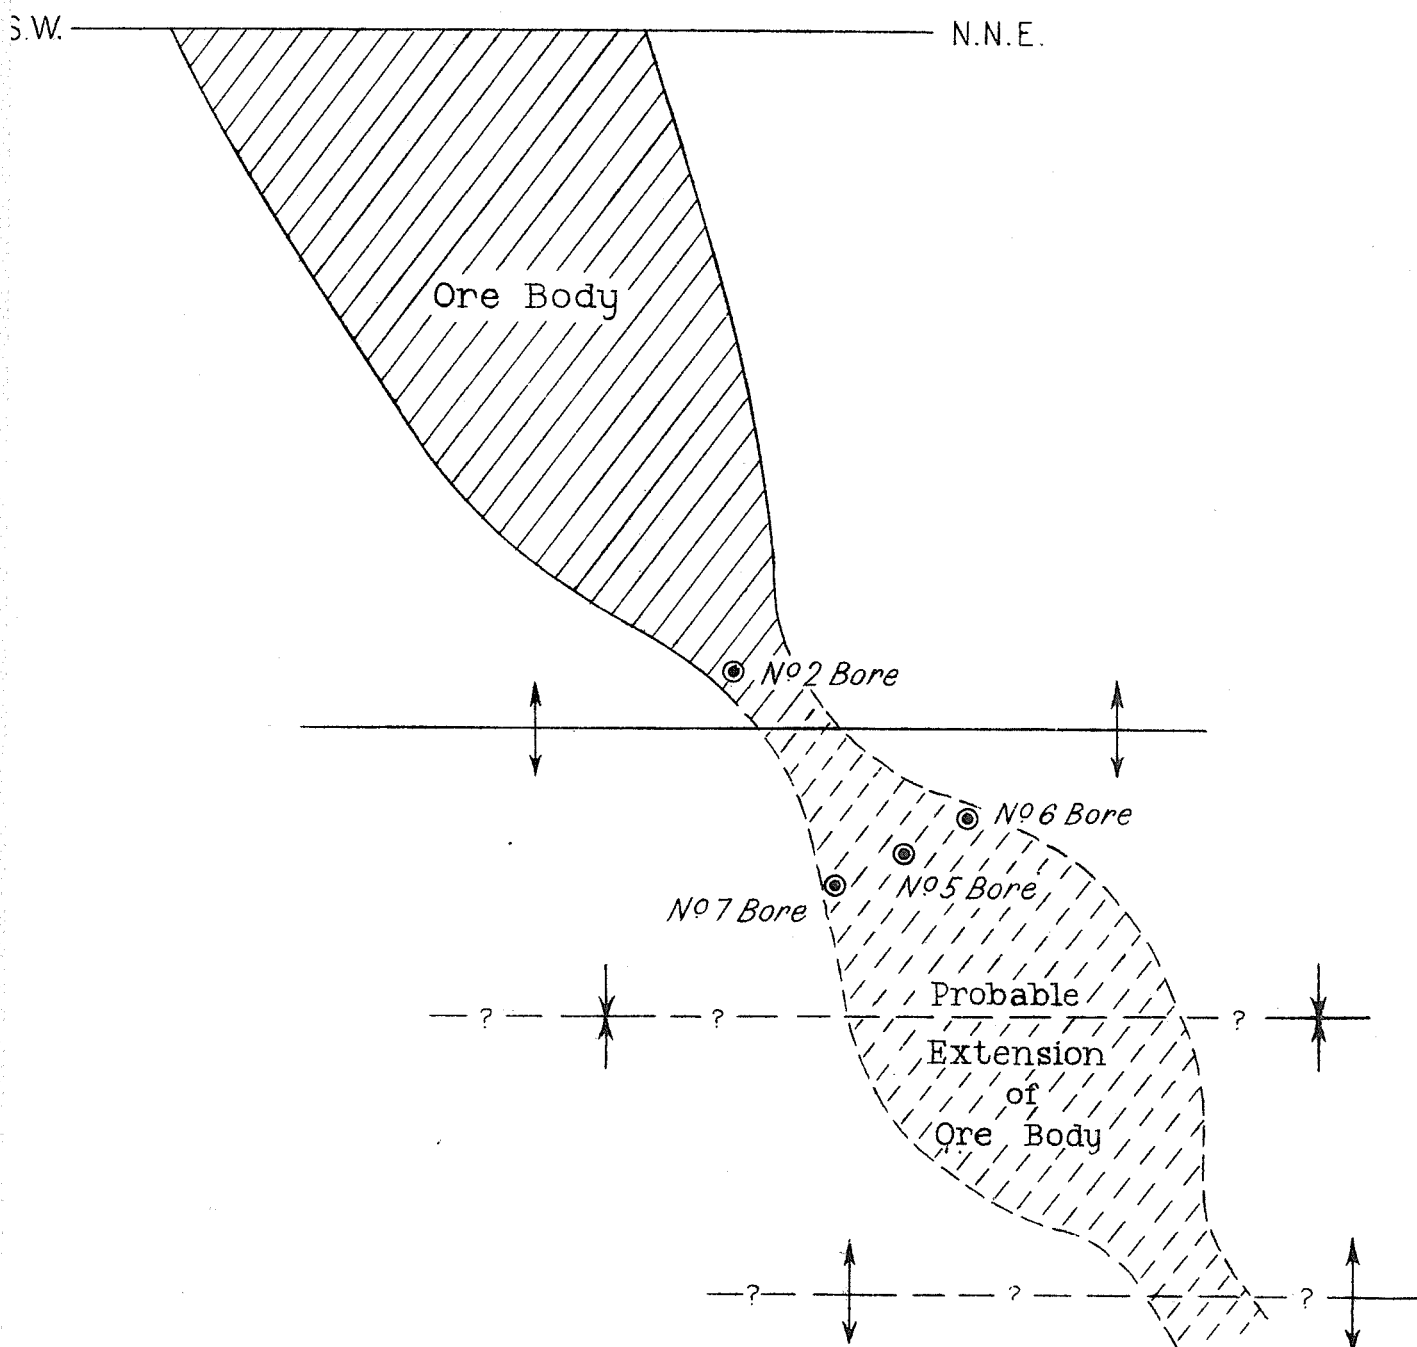 S.W.
N.N.E.
Ore Body
Nº 2 Bore
Nº 6 Bore
Nº 5 Bore
Nº 7 Bore
Probable
? ? ?
Extension
of
Ore Body
? ? ?